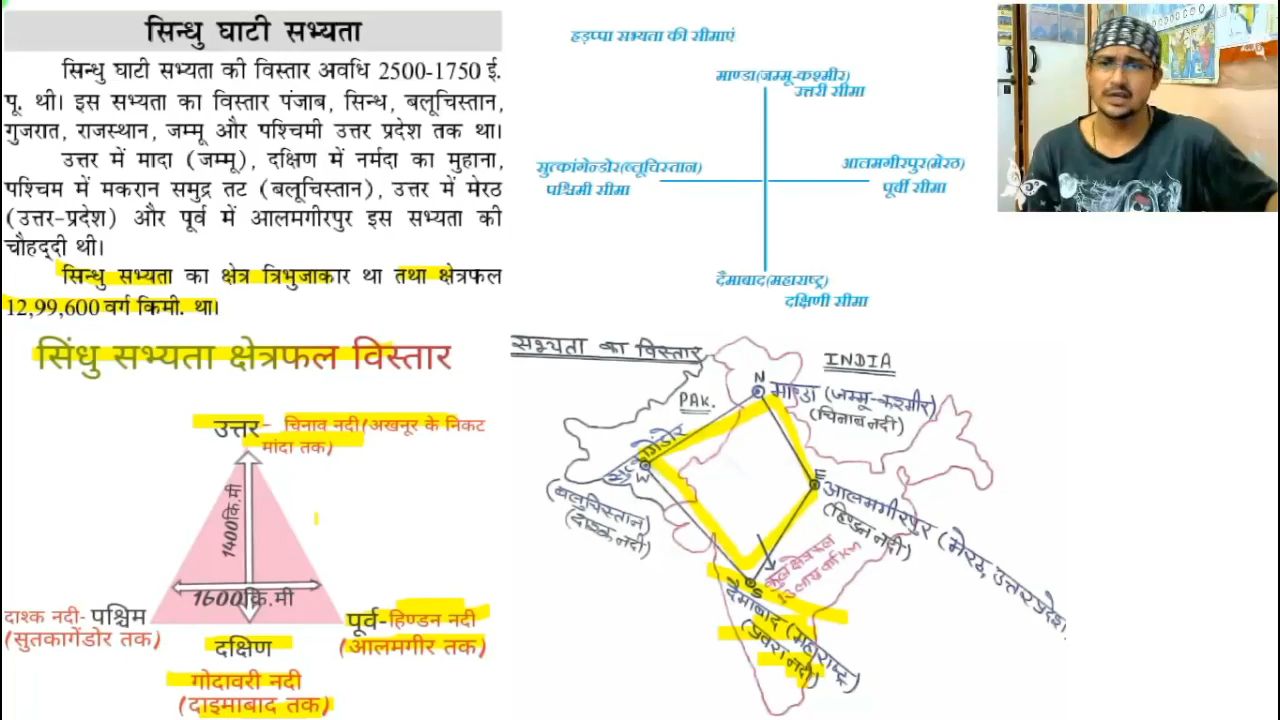 सिन्धु घाटी सभ्यता
सिन्धु घाटी सभ्यता की विस्तार अवधि 2500-1750 ई.
पू. थी। इस सभ्यता का विस्तार पंजाब, सिन्ध, बलूचिस्तान,
गुजरात, राजस्थान, जम्मू और पश्चिमी उत्तर प्रदेश तक था।
उत्तर में मादा (जम्मू), दक्षिण में नर्मदा का मुहाना,
पश्चिम में मकरान समुद्र तट (बलूचिस्तान), उत्तर में मेरठ
(उत्तर-प्रदेश) और पूर्व में आलमगीरपुर इस सभ्यता की
चौहद्दी थी।
सिन्धु सभ्यता का क्षेत्र त्रिभुजाकार था तथा क्षेत्रफल
12,99,600 वर्ग किमी. था।
हड़प्पा सभ्यता की सीमाएं
माण्डा(जम्मू-कश्मीर)
उत्तरी सीमा
सुत्कांगेन्डोर(ब्लूचिस्तान)
पश्चिमी सीमा
आलमगीरपुर(मेरठ)
पूर्वी सीमा
दैमाबाद(महाराष्ट्र)
दक्षिणी सीमा
सिंधु सभ्यता क्षेत्रफल विस्तार
उत्तर- चिनाव नदी(अखनूर के निकट
मांदा तक)
1400कि.मी
1600कि.मी
दाश्क नदी- पश्चिम
(सुतकागेंडोर तक)
पूर्व-हिण्डन नदी
(आलमगीर तक)
दक्षिण
गोदावरी नदी
(दाइमाबाद तक)
सभ्यता का विस्तार
INDIA
PAK.
N
माण्डा (जम्मू-कश्मीर)
(चिनाब नदी)
W
(बलुचिस्तान)
(दाश्क नदी)
E
आलमगीरपुर (मेरठ, उत्तरप्रदेश)
(हिण्डन नदी)
कुल क्षेत्रफल
S
दैमाबाद (महाराष्ट्र)
(प्रवरा नदी)